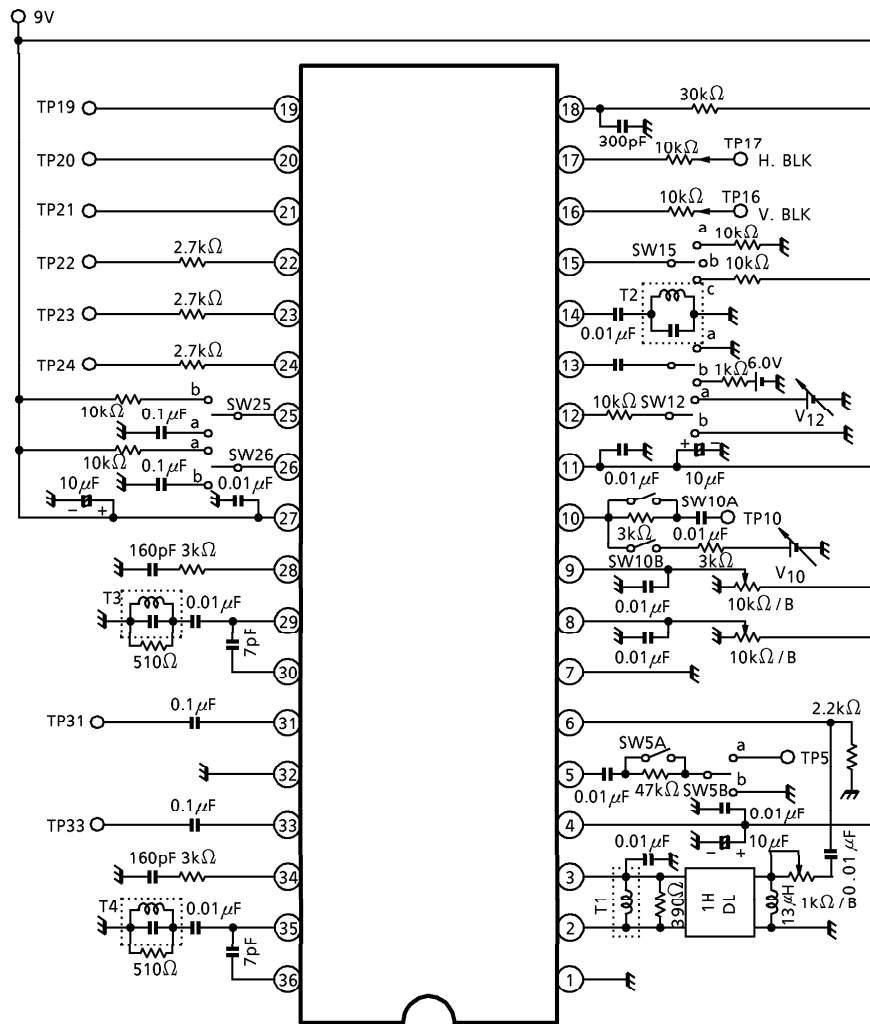 9V
TP19
19
18
30kΩ
300pF
TP20
20
17
10kΩ
TP17
H. BLK
TP21
21
16
10kΩ
TP16
V. BLK
TP22
2.7kΩ
22
15
SW15
a
10kΩ
b
10kΩ
c
TP23
2.7kΩ
23
14
0.01μF
T2
TP24
2.7kΩ
24
13
a
b
1kΩ
6.0V
10kΩ
b
0.1μF
a
SW25
25
12
10kΩ
SW12
a
V12
b
10kΩ
a
0.1μF
b
SW26
26
11
0.01μF
+
−
10μF
10μF
−
+
0.01μF
27
10
SW10A
3kΩ
0.01μF
TP10
SW10B
3kΩ
V10
160pF
3kΩ
28
9
0.01μF
10kΩ/B
T3
0.01μF
29
510Ω
7pF
8
0.01μF
10kΩ/B
30
7
TP31
0.1μF
31
6
2.2kΩ
32
5
0.01μF
SW5A
47kΩ
SW5B
a
TP5
b
TP33
0.1μF
33
4
0.01μF
−
+
10μF
160pF
3kΩ
34
3
0.01μF
T1
390Ω
1H
DL
13μH
1kΩ/B
0.01μF
T4
0.01μF
35
510Ω
7pF
2
36
1